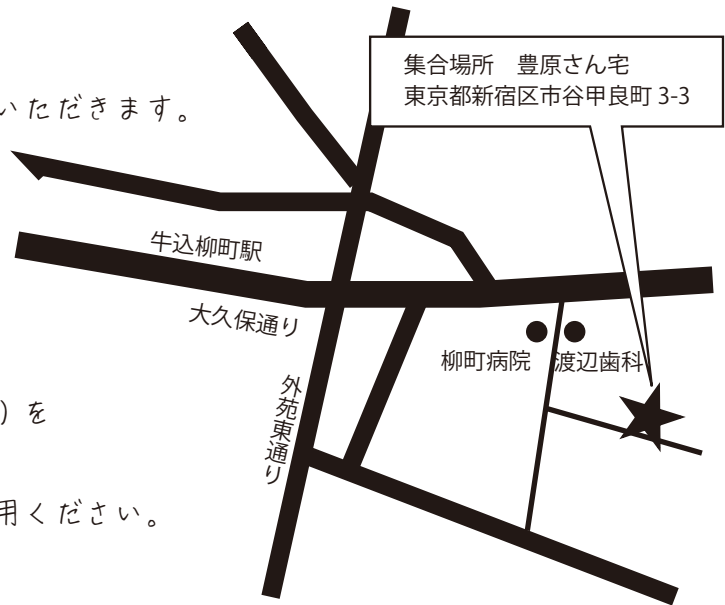 集合場所　豊原さん宅
東京都新宿区市谷甲良町 3-3
いただきます。
牛込柳町駅
大久保通り
柳町病院
渡辺歯科
外苑東通り
）を
用ください。